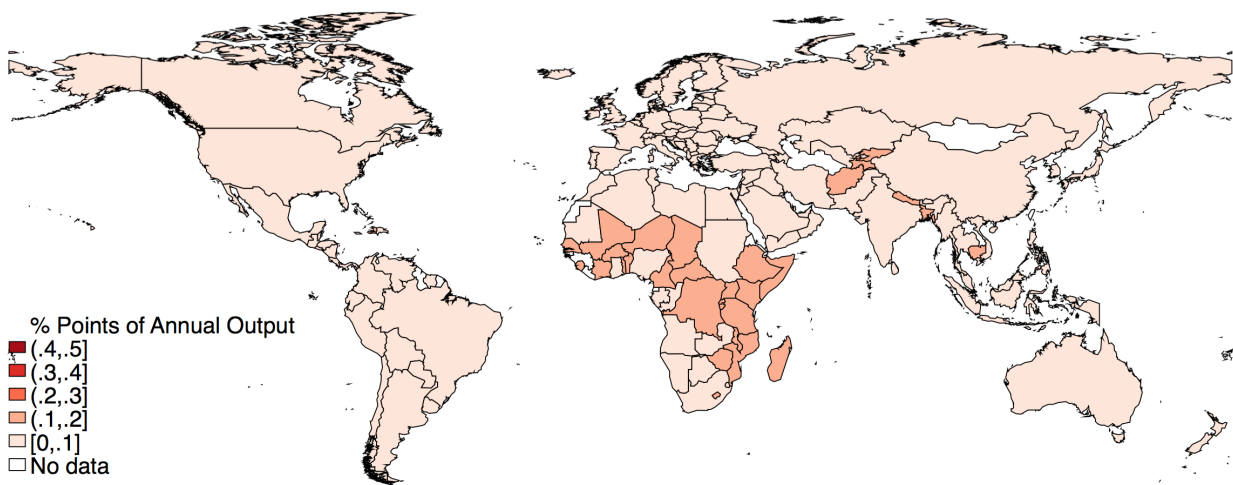 % Points of Annual Output
(.4,.5]
(.3,.4]
(.2,.3]
(.1,.2]
[0,.1]
No data